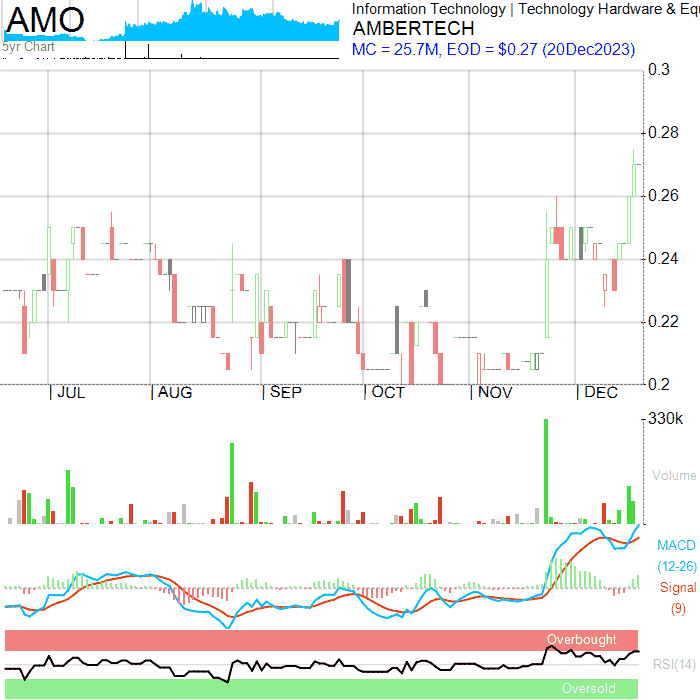 AMO
5yr Chart
Information Technology | Technology Hardware & Equ
AMBERTECH
MC = 25.7M, EOD = $0.27 (20Dec2023)
0.3
0.28
0.26
0.24
0.22
0.2
JUL
AUG
SEP
OCT
NOV
DEC
330k
Volume
MACD
(12-26)
Signal
(9)
Overbought
RSI(14)
Oversold